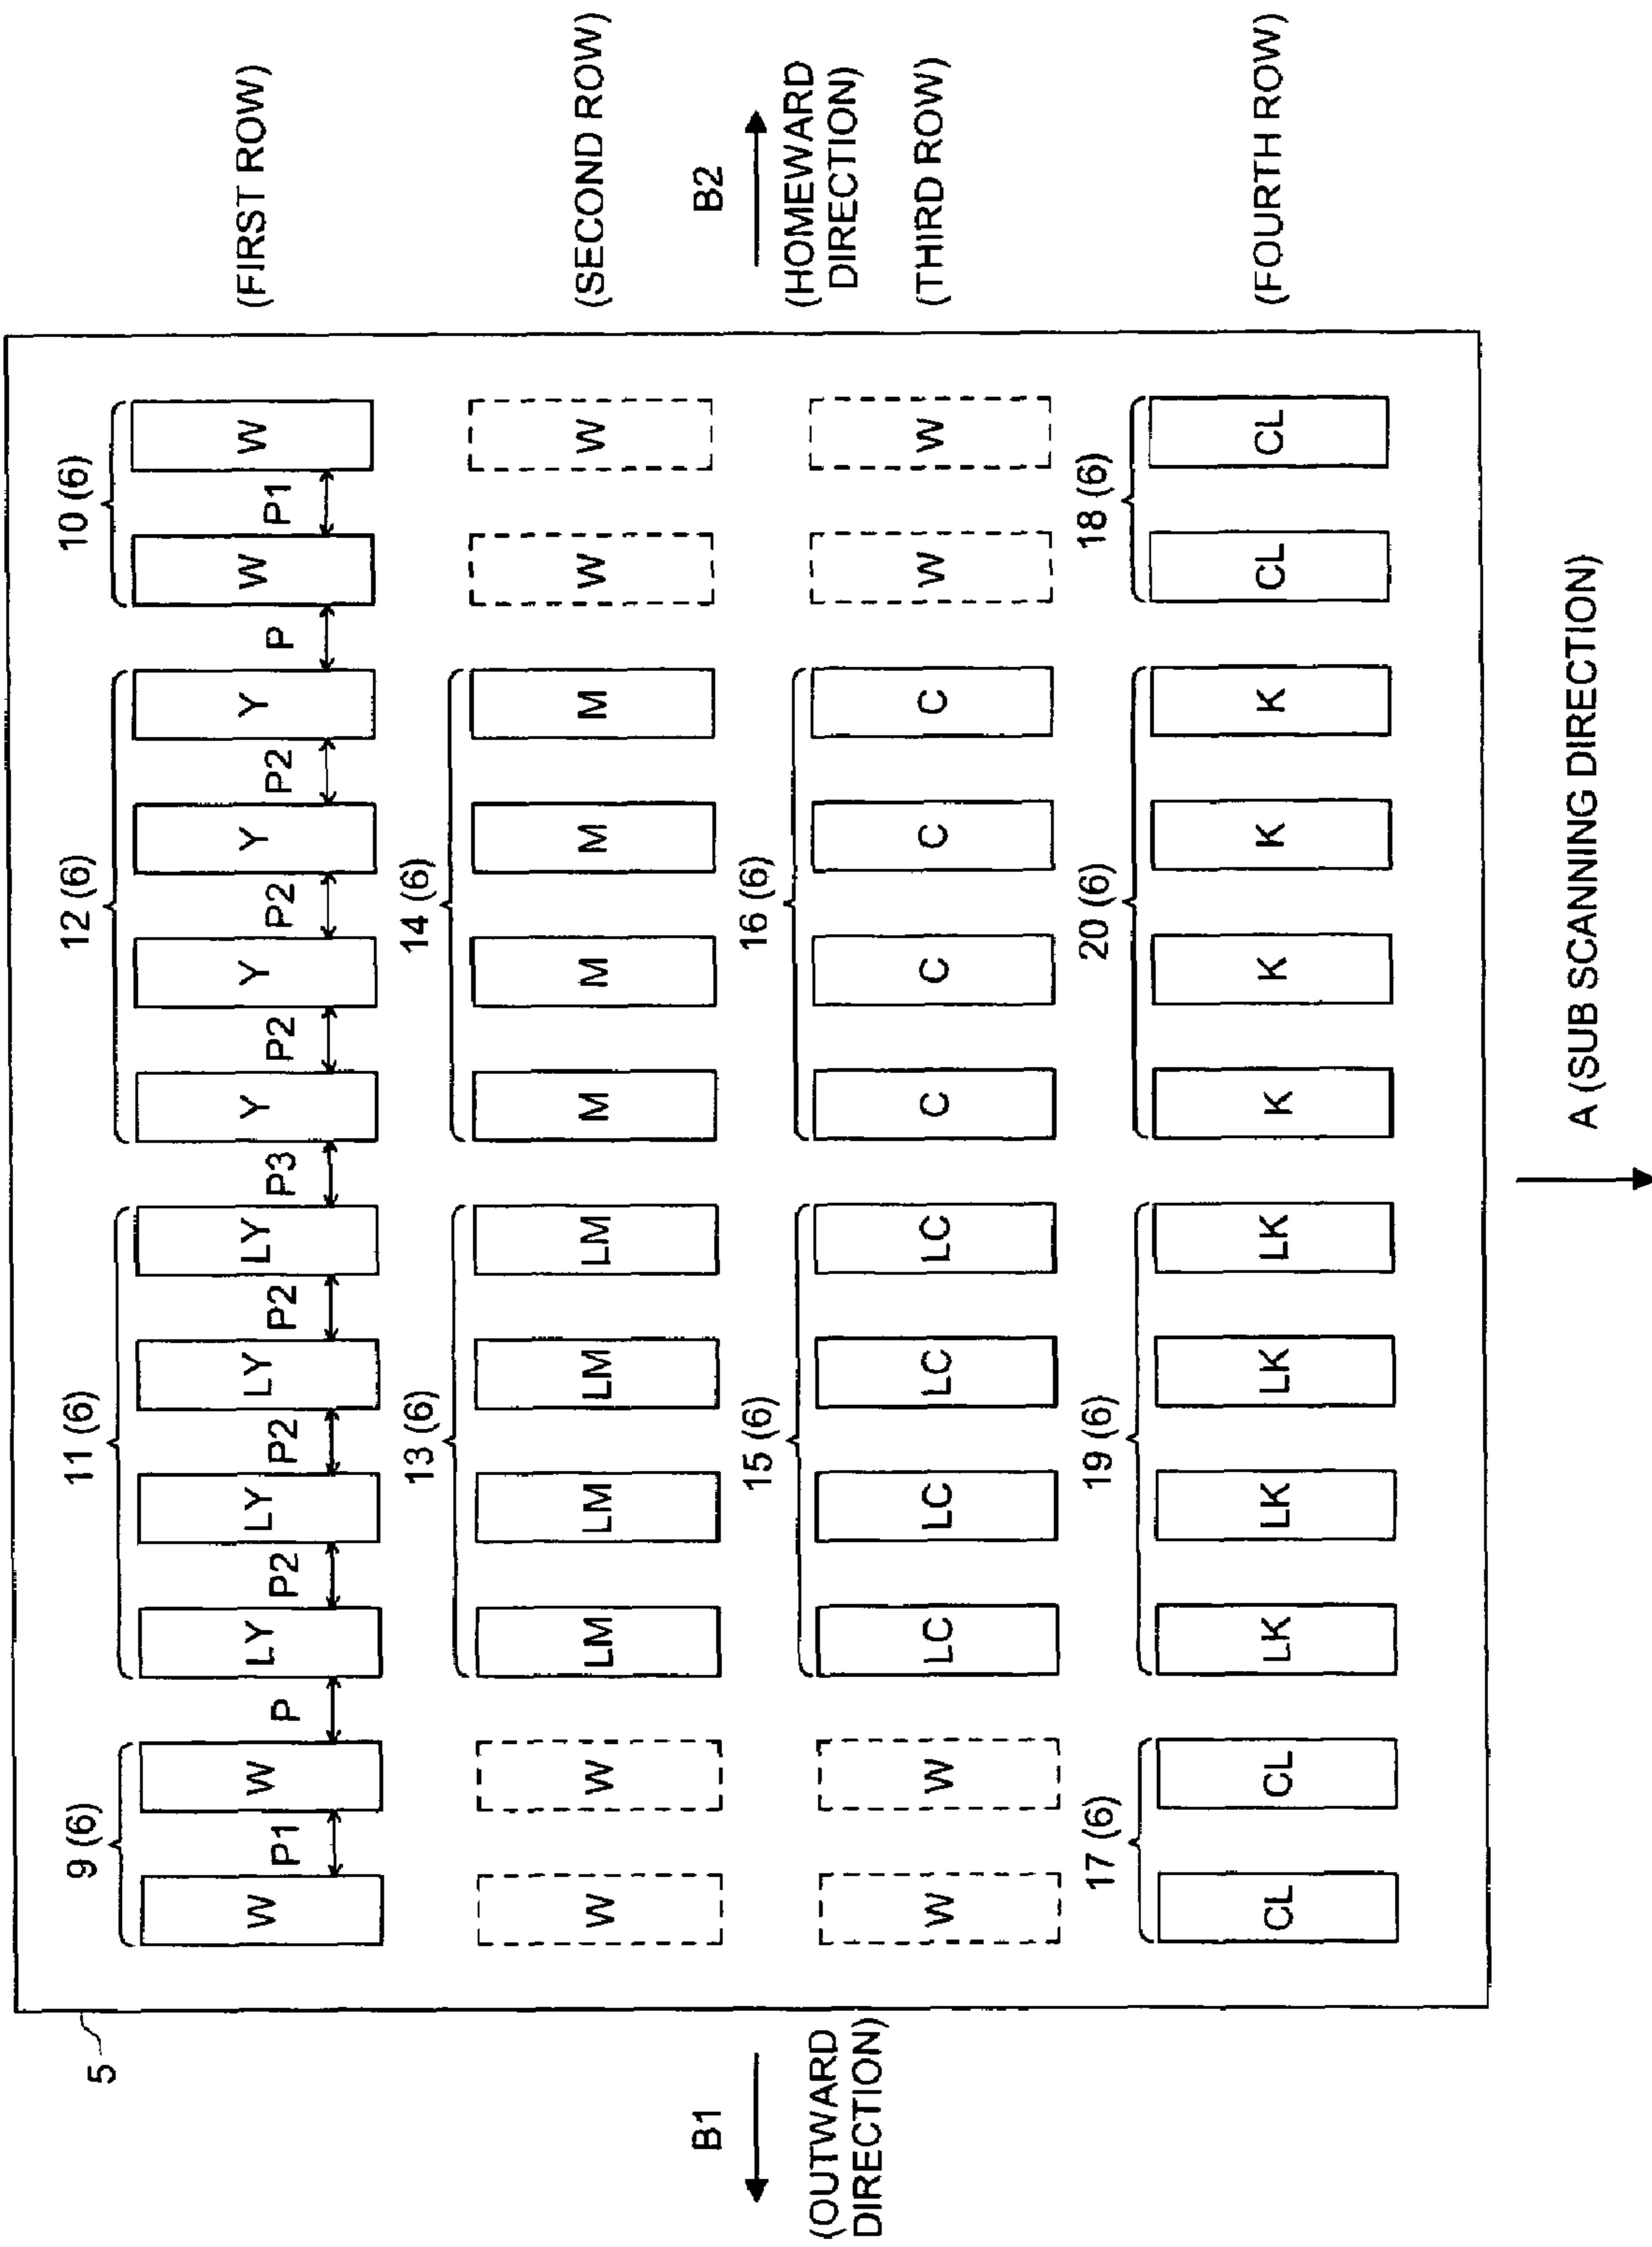 5
9 (6)
11 (6)
12 (6)
10 (6)
W W LY LY LY LY Y Y Y Y W W
P1 P P2 P2 P2 P3 P2 P2 P2 P P1
(FIRST ROW)
13 (6)
14 (6)
W W LM LM LM LM M M M M W W
(SECOND ROW)
B1
(OUTWARD
DIRECTION)
B2
(HOMEWARD
DIRECTION)
15 (6)
16 (6)
W W LC LC LC LC C C C C W W
(THIRD ROW)
17 (6)
19 (6)
20 (6)
18 (6)
CL CL LK LK LK LK K K K K CL CL
(FOURTH ROW)
A (SUB SCANNING DIRECTION)